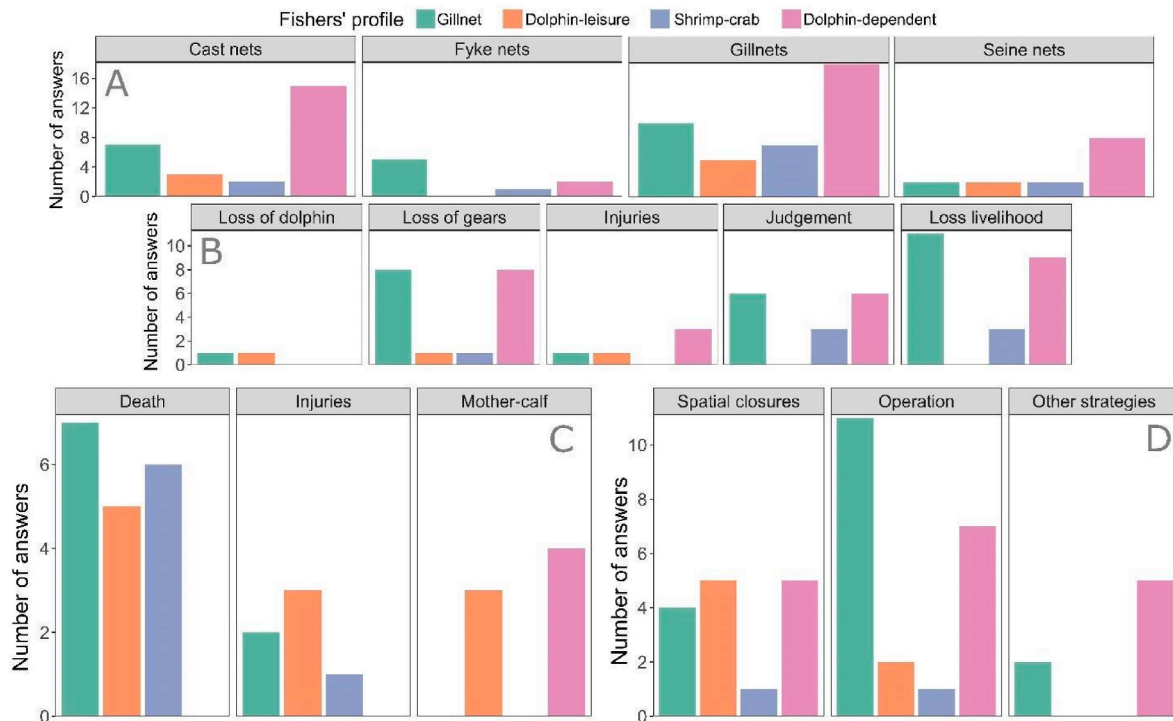 Fishers' profile Gillnet Dolphin-leisure Shrimp-crab Dolphin-dependent
Cast nets Fyke nets Gillnets Seine nets
A
Number of answers
16
12
8
4
0
Loss of dolphin Loss of gears Injuries Judgement Loss livelihood
B
Number of answers
10
8
6
4
2
0
Death Injuries Mother-calf
C
Number of answers
6
4
2
0
Spatial closures Operation Other strategies
D
Number of answers
10
8
6
4
2
0